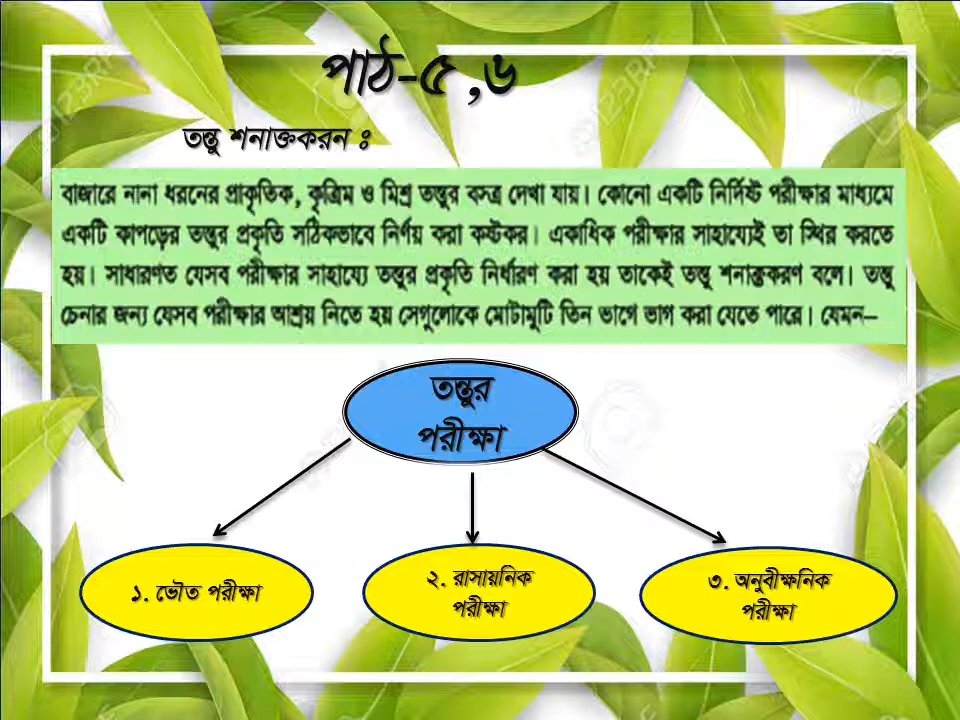 পাঠ-৫ ,৬
তন্তু শনাক্তকরন ঃ
বাজারে নানা ধরনের প্রাকৃতিক, কৃত্রিম ও মিশ্র তন্তুর বস্ত্র দেখা যায়। কোনো একটি নির্দিষ্ট পরীক্ষার মাধ্যমে
একটি কাপড়ের তন্তুর প্রকৃতি সঠিকভাবে নির্ণয় করা কষ্টকর। একাধিক পরীক্ষার সাহায্যেই তা স্থির করতে
হয়। সাধারণত যেসব পরীক্ষার সাহায্যে তন্তুর প্রকৃতি নির্ধারণ করা হয় তাকেই তন্তু শনাক্তকরণ বলে। তন্তু
চেনার জন্য যেসব পরীক্ষার আশ্রয় নিতে হয় সেগুলোকে মোটামুটি তিন ভাগে ভাগ করা যেতে পারে। যেমন–
তন্তুর
পরীক্ষা
১. ভৌত পরীক্ষা
২. রাসায়নিক
পরীক্ষা
৩. অনুবীক্ষনিক
পরীক্ষা